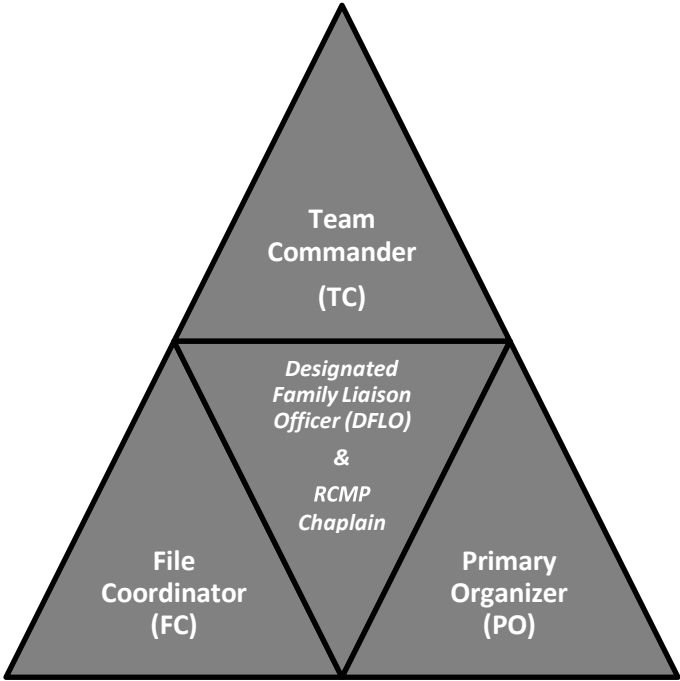 Team
Commander
(TC)
Designated
Family Liaison
Officer (DFLO)
&
RCMP
Chaplain
File
Coordinator
(FC)
Primary
Organizer
(PO)